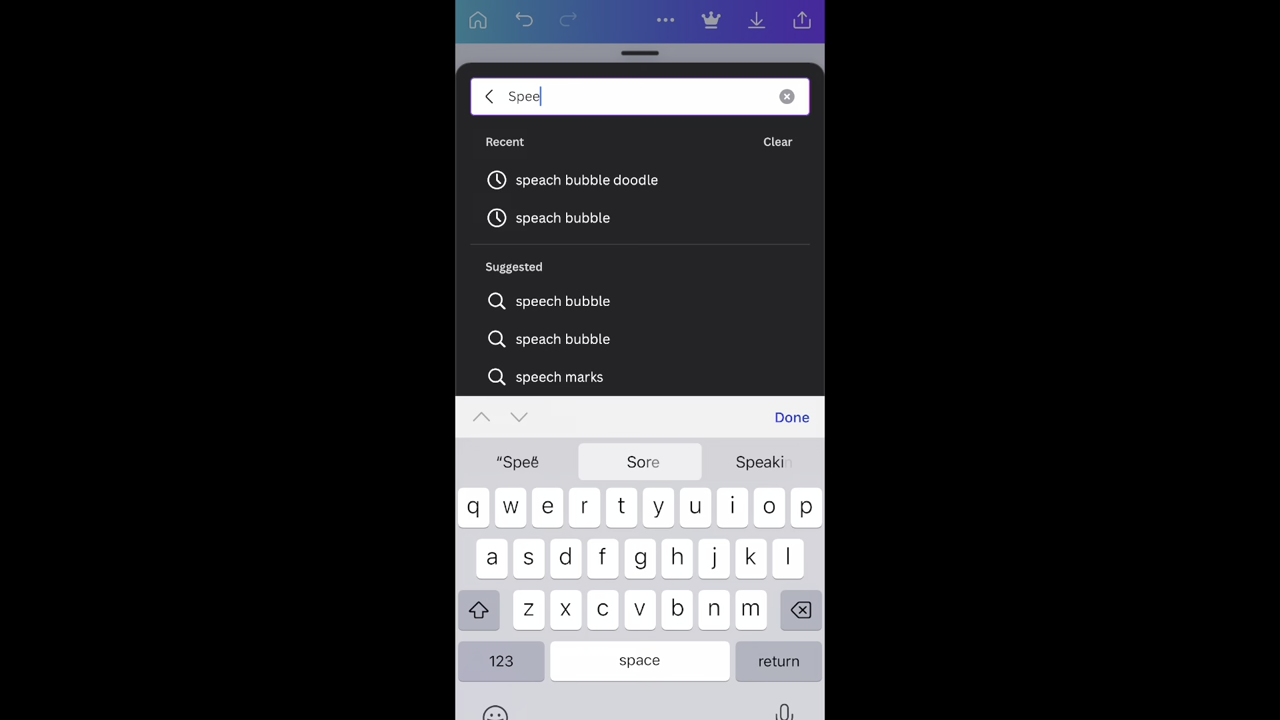 Spee
Recent Clear
speach bubble doodle
speach bubble
Suggested
speech bubble
speach bubble
speech marks
Done
“Spee” Sore Speakin
q w e r t y u i o p
a s d f g h j k l
z x c v b n m
123 space return